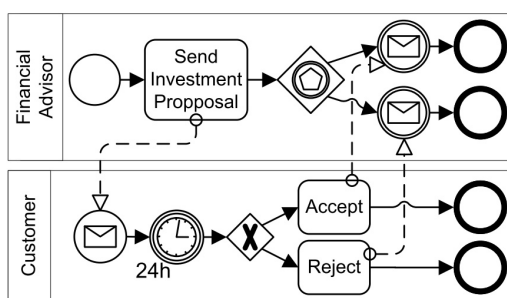 Financial
Advisor
Send
Investment
Propposal
Customer
24h
Accept
Reject